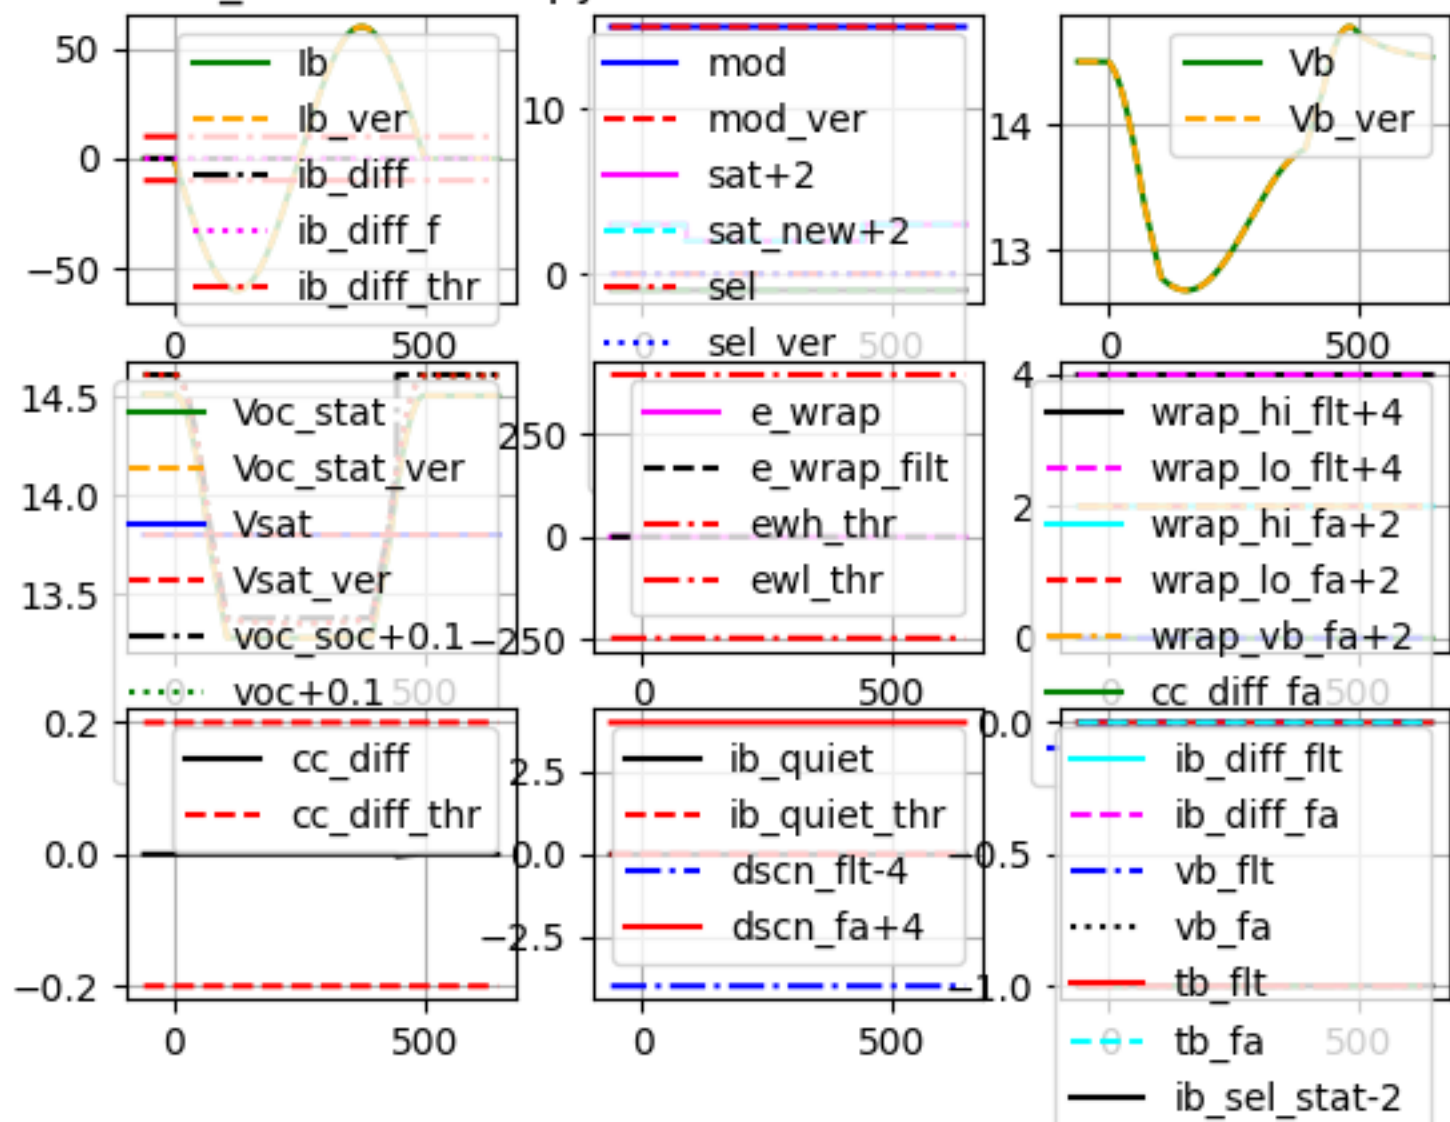 50
0
−50
0
500
Ib
Ib_ver
ib_diff
ib_diff_f
ib_diff_thr
10
0
0
500
mod
mod_ver
sat+2
sat_new+2
sel
sel_ver
14
13
0
500
Vb
Vb_ver
14.5
14.0
13.5
0
500
Voc_stat
Voc_stat_ver
Vsat
Vsat_ver
voc_soc+0.1
voc+0.1
250
0
−250
0
500
e_wrap
e_wrap_filt
ewh_thr
ewl_thr
4
2
0
0
500
wrap_hi_flt+4
wrap_lo_flt+4
wrap_hi_fa+2
wrap_lo_fa+2
wrap_vb_fa+2
cc_diff_fa
0.2
0.0
−0.2
0
500
cc_diff
cc_diff_thr
2.5
0.0
−2.5
0
500
ib_quiet
ib_quiet_thr
dscn_flt-4
dscn_fa+4
0.0
−0.5
−1.0
0
500
ib_diff_flt
ib_diff_fa
vb_flt
vb_fa
tb_flt
tb_fa
ib_sel_stat-2